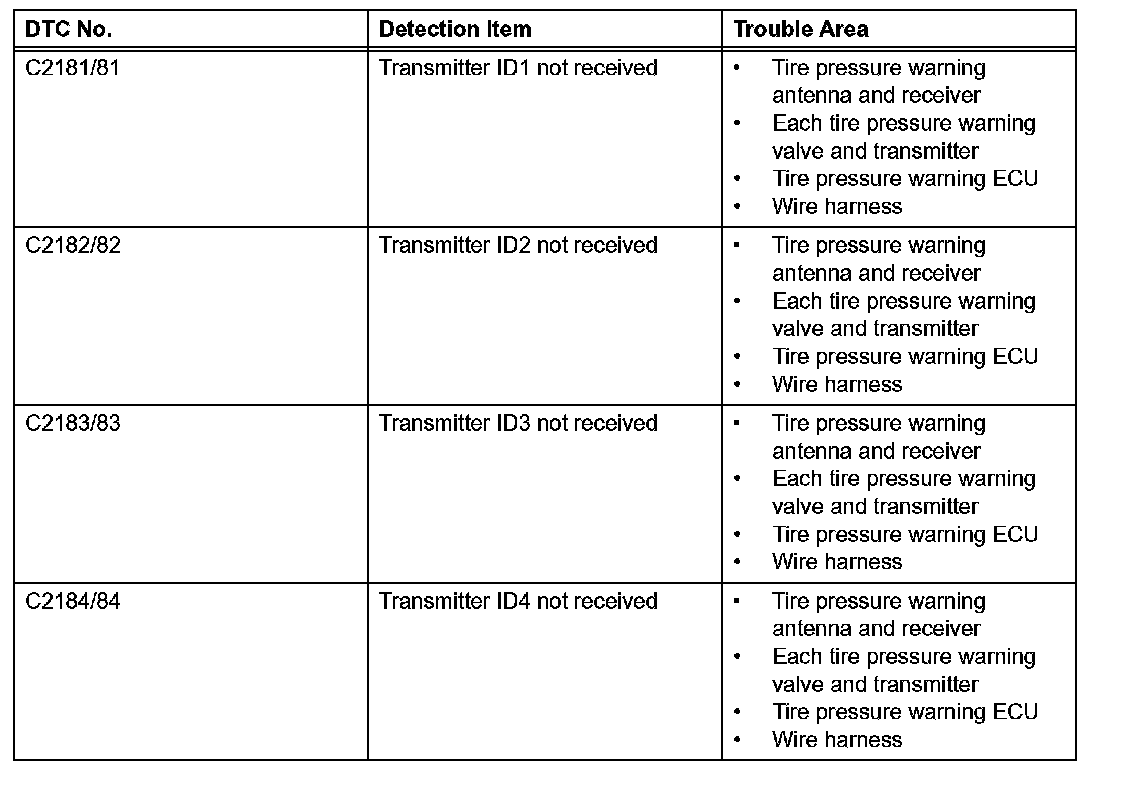 DTC No. Detection Item Trouble Area
C2181/81 Transmitter ID1 not received • Tire pressure warning
antenna and receiver
• Each tire pressure warning
valve and transmitter
• Tire pressure warning ECU
• Wire harness
C2182/82 Transmitter ID2 not received • Tire pressure warning
antenna and receiver
• Each tire pressure warning
valve and transmitter
• Tire pressure warning ECU
• Wire harness
C2183/83 Transmitter ID3 not received • Tire pressure warning
antenna and receiver
• Each tire pressure warning
valve and transmitter
• Tire pressure warning ECU
• Wire harness
C2184/84 Transmitter ID4 not received • Tire pressure warning
antenna and receiver
• Each tire pressure warning
valve and transmitter
• Tire pressure warning ECU
• Wire harness